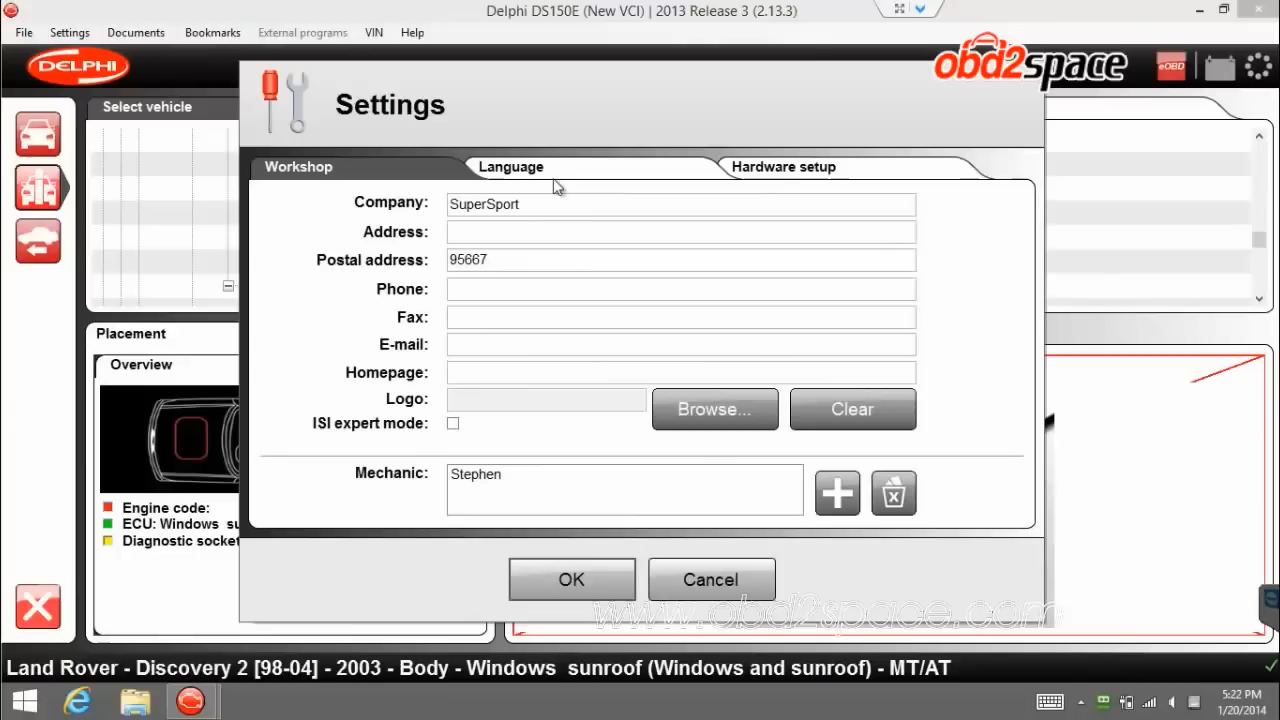 Delphi DS150E (New VCI) | 2013 Release 3 (2.13.3)
File Settings Documents Bookmarks External programs VIN Help
DELPHI
obd2space
eOBD
Select vehicle
Settings
Workshop Language Hardware setup
Company: SuperSport
Address:
Postal address: 95667
Phone:
Fax:
E-mail:
Homepage:
Logo: Browse... Clear
ISI expert mode:
Mechanic: Stephen
Placement
Overview
Engine code:
ECU: Windows su
Diagnostic socket
OK Cancel
www.obd2space.com
Land Rover - Discovery 2 [98-04] - 2003 - Body - Windows sunroof (Windows and sunroof) - MT/AT
5:22 PM
1/20/2014